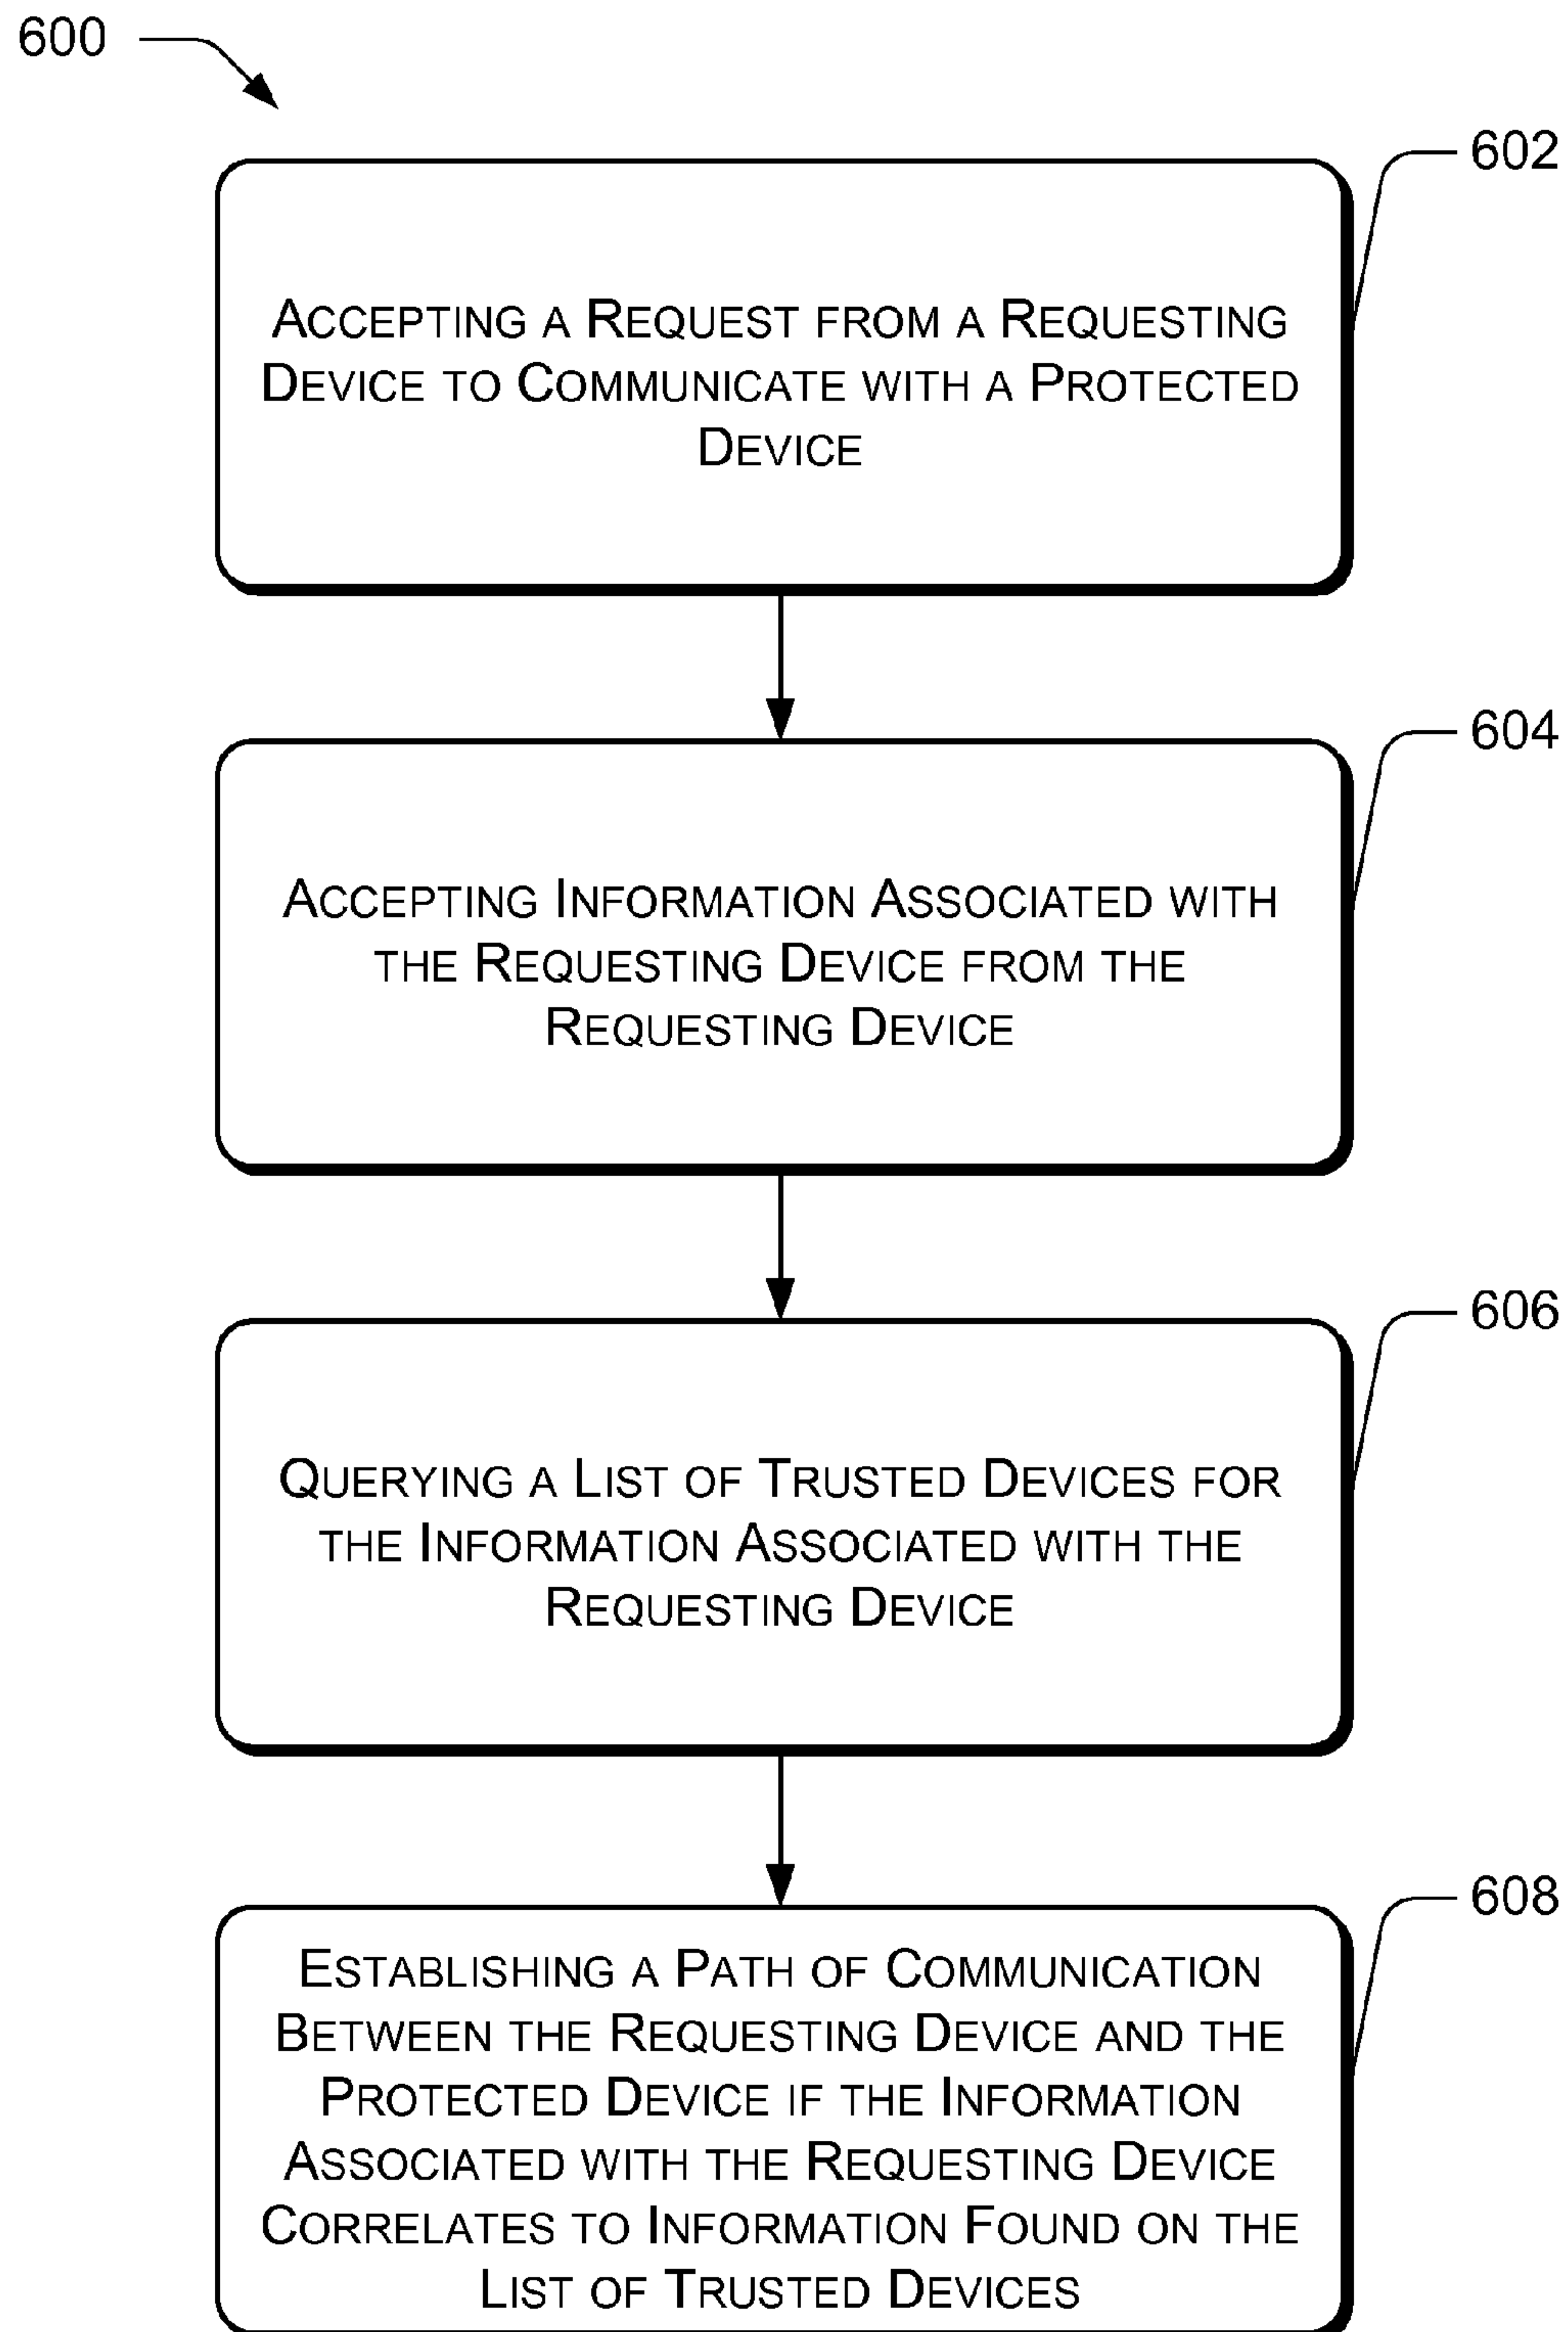 600
602
ACCEPTING A REQUEST FROM A REQUESTING
DEVICE TO COMMUNICATE WITH A PROTECTED
DEVICE
604
ACCEPTING INFORMATION ASSOCIATED WITH
THE REQUESTING DEVICE FROM THE
REQUESTING DEVICE
606
QUERYING A LIST OF TRUSTED DEVICES FOR
THE INFORMATION ASSOCIATED WITH THE
REQUESTING DEVICE
608
ESTABLISHING A PATH OF COMMUNICATION
BETWEEN THE REQUESTING DEVICE AND THE
PROTECTED DEVICE IF THE INFORMATION
ASSOCIATED WITH THE REQUESTING DEVICE
CORRELATES TO INFORMATION FOUND ON THE
LIST OF TRUSTED DEVICES